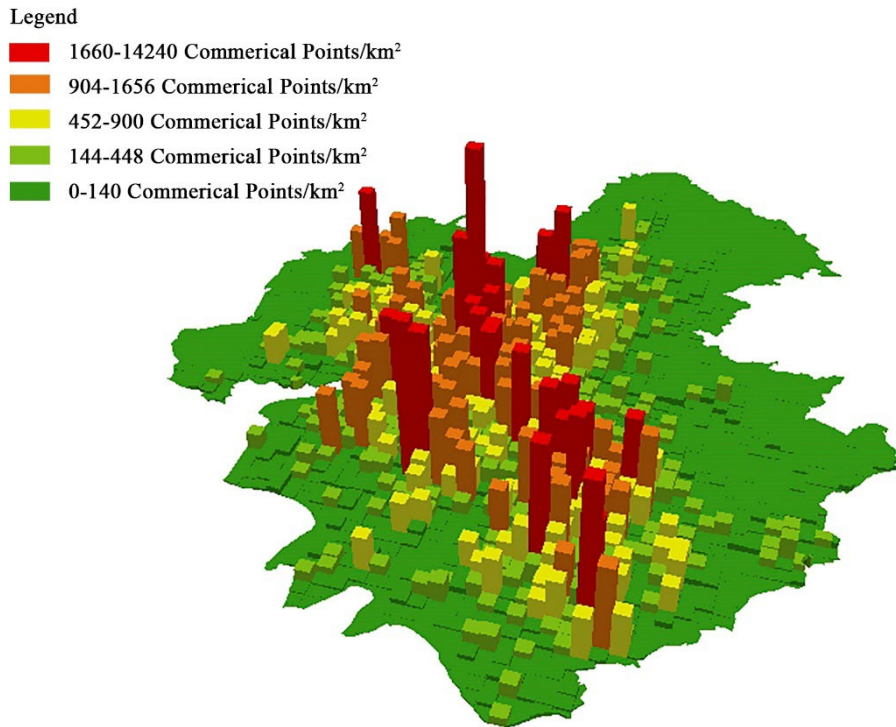 Legend
1660-14240 Commerical Points/km²
904-1656 Commerical Points/km²
452-900 Commerical Points/km²
144-448 Commerical Points/km²
0-140 Commerical Points/km²